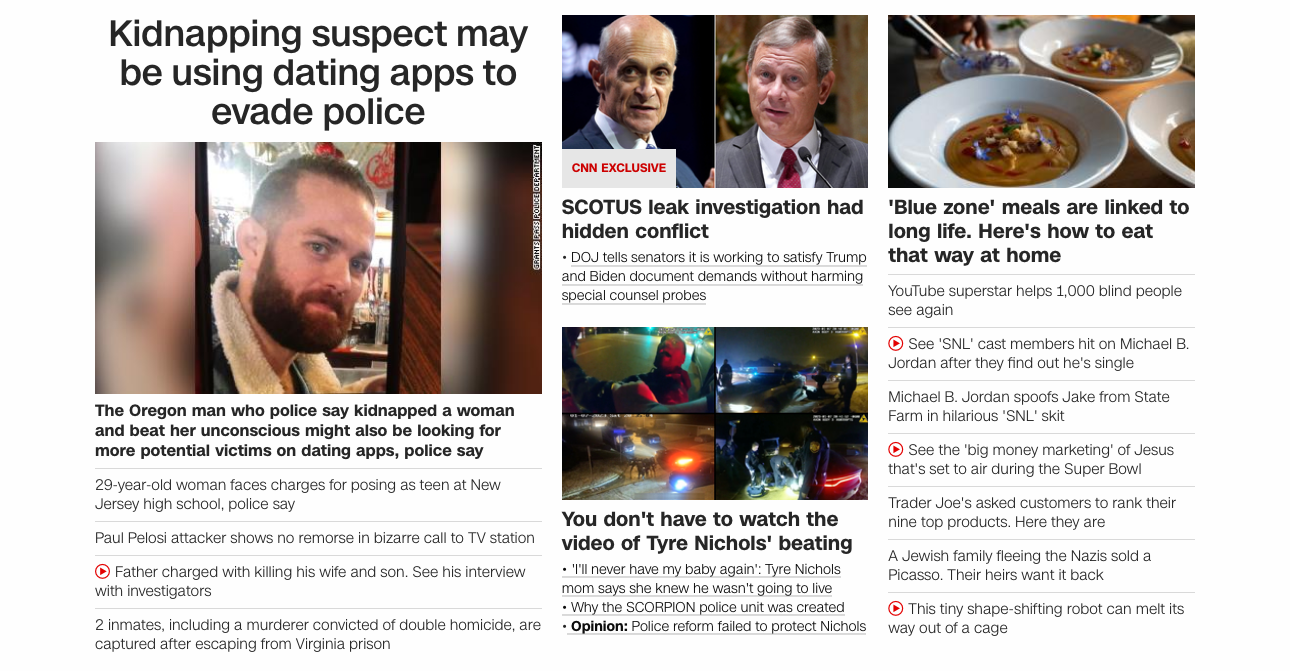 Kidnapping suspect may
be using dating apps to
evade police
GRANTS PASS POLICE DEPARTMENT
The Oregon man who police say kidnapped a woman
and beat her unconscious might also be looking for
more potential victims on dating apps, police say
29-year-old woman faces charges for posing as teen at New
Jersey high school, police say
Paul Pelosi attacker shows no remorse in bizarre call to TV station
Father charged with killing his wife and son. See his interview
with investigators
2 inmates, including a murderer convicted of double homicide, are
captured after escaping from Virginia prison
CNN EXCLUSIVE
SCOTUS leak investigation had
hidden conflict
• DOJ tells senators it is working to satisfy Trump
and Biden document demands without harming
special counsel probes
You don't have to watch the
video of Tyre Nichols' beating
• 'I'll never have my baby again': Tyre Nichols
mom says she knew he wasn't going to live
• Why the SCORPION police unit was created
• Opinion: Police reform failed to protect Nichols
'Blue zone' meals are linked to
long life. Here's how to eat
that way at home
YouTube superstar helps 1,000 blind people
see again
See 'SNL' cast members hit on Michael B.
Jordan after they find out he's single
Michael B. Jordan spoofs Jake from State
Farm in hilarious 'SNL' skit
See the 'big money marketing' of Jesus
that's set to air during the Super Bowl
Trader Joe's asked customers to rank their
nine top products. Here they are
A Jewish family fleeing the Nazis sold a
Picasso. Their heirs want it back
This tiny shape-shifting robot can melt its
way out of a cage